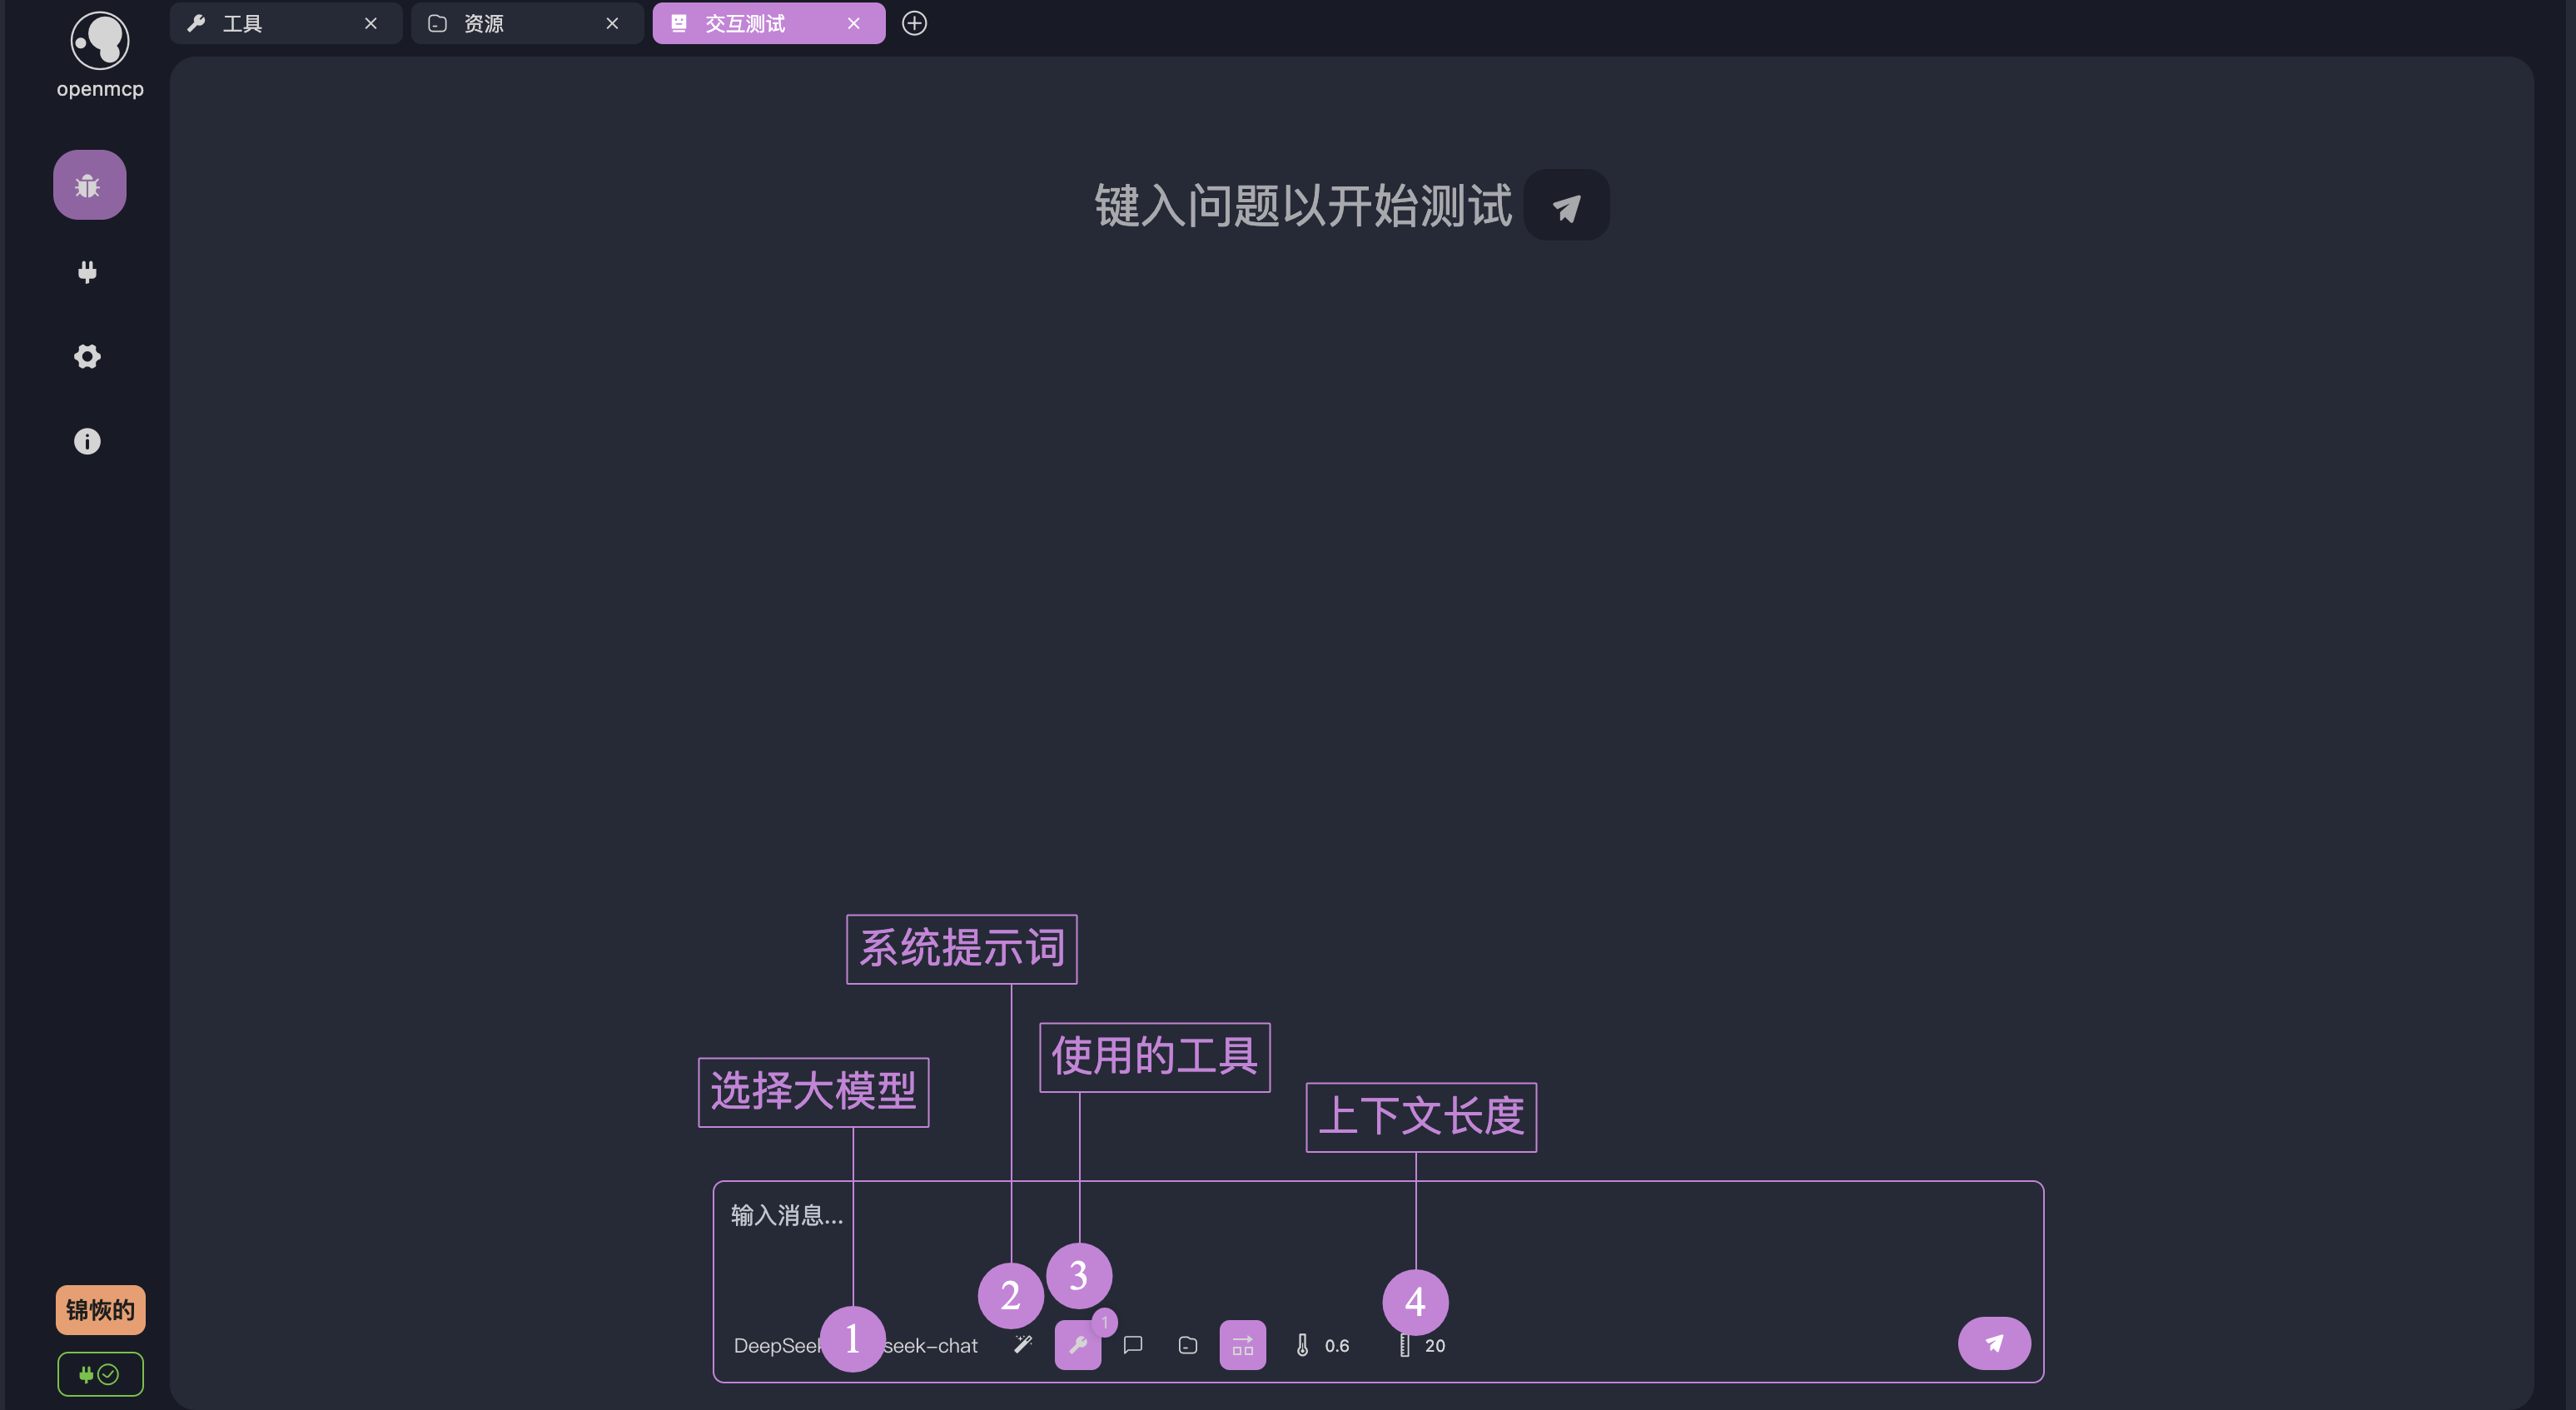 工具
资源
交互测试
openmcp
键入问题以开始测试
系统提示词
使用的工具
选择大模型
上下文长度
输入消息...
1
2
3
4
1
seek-chat
0.6
20
锦恢的